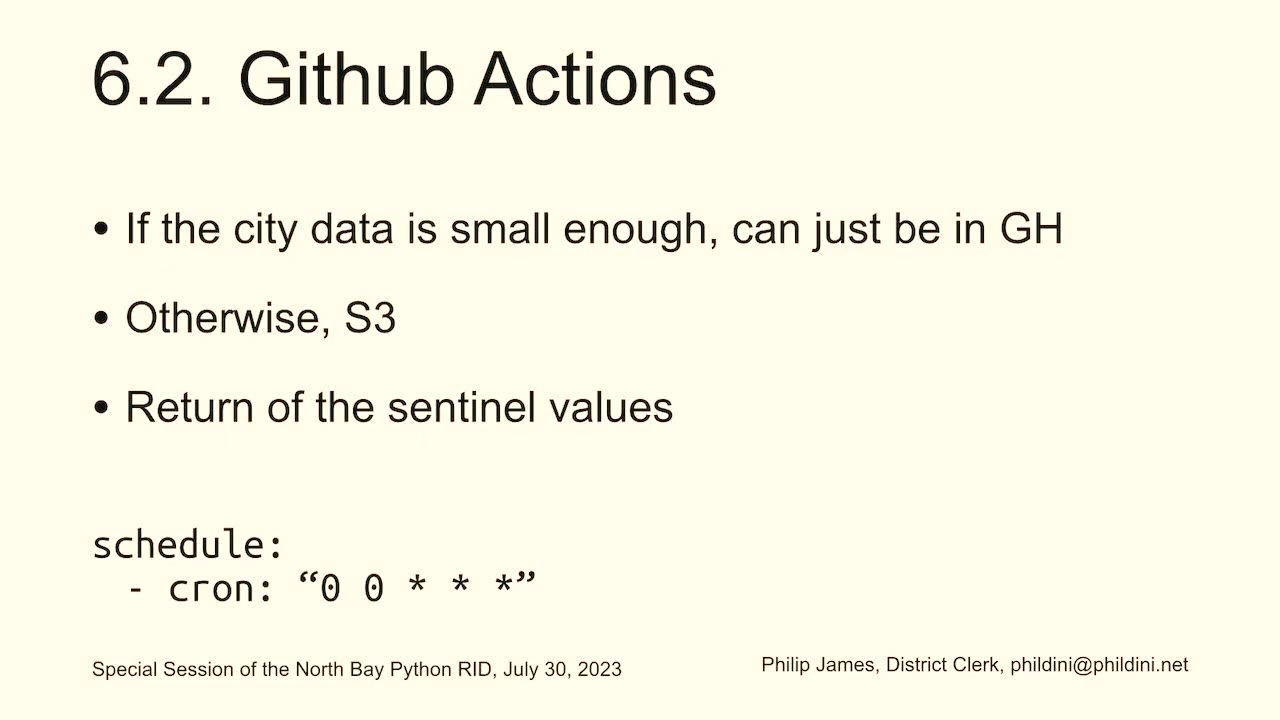 6.2. Github Actions
• If the city data is small enough, can just be in GH
• Otherwise, S3
• Return of the sentinel values
schedule:
  - cron: “0 0 * * *”
Special Session of the North Bay Python RID, July 30, 2023
Philip James, District Clerk, phildini@phildini.net